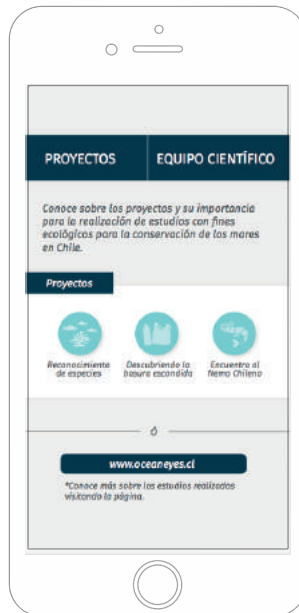 PROYECTOS
EQUIPO CIENTÍFICO
Conoce sobre los proyectos y su importancia
para la realización de estudios con fines
ecológicos para la conservación de los mares
en Chile.
Proyectos
Reconocimiento
de especies
Descubriendo la
basura escondida
Encuentra al
Nemo Chileno
ó
www.oceaneyes.cl
*Conoce más sobre los estudios realizados
visitando la página.